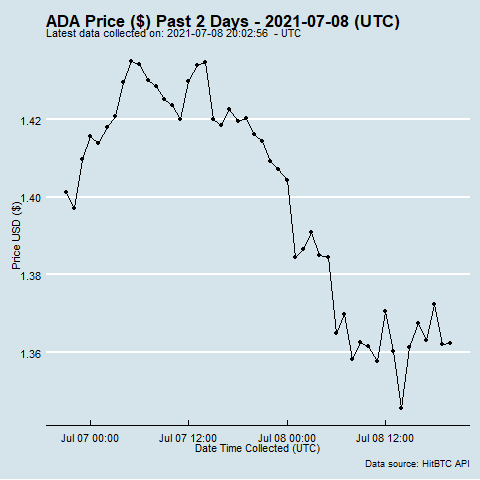 ADA Price ($) Past 2 Days - 2021-07-08 (UTC)
Latest data collected on: 2021-07-08 20:02:56 - UTC
1.42
1.40
1.38
1.36
Price USD ($)
Jul 07 00:00 Jul 07 12:00 Jul 08 00:00 Jul 08 12:00
Date Time Collected (UTC)
Data source: HitBTC API